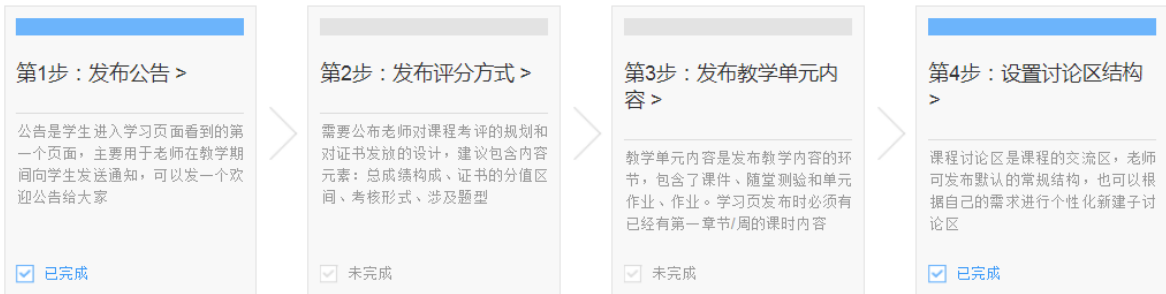 第1步：发布公告 >
公告是学生进入学习页面看到的第
一个页面，主要用于老师在教学期
间向学生发送通知，可以发一个欢
迎公告给大家
已完成
第2步：发布评分方式 >
需要公布老师对课程考评的规划和
对证书发放的设计，建议包含内容
元素：总成绩构成、证书的分值区
间、考核形式、涉及题型
未完成
第3步：发布教学单元内
容 >
教学单元内容是发布教学内容的环
节，包含了课件、随堂测验和单元
作业、作业。学习页发布时必须有
已经有第一章节/周的课时内容
未完成
第4步：设置讨论区结构
>
课程讨论区是课程的交流区，老师
可发布默认的常规结构，也可以根
据自己的需求进行个性化新建子讨
论区
已完成